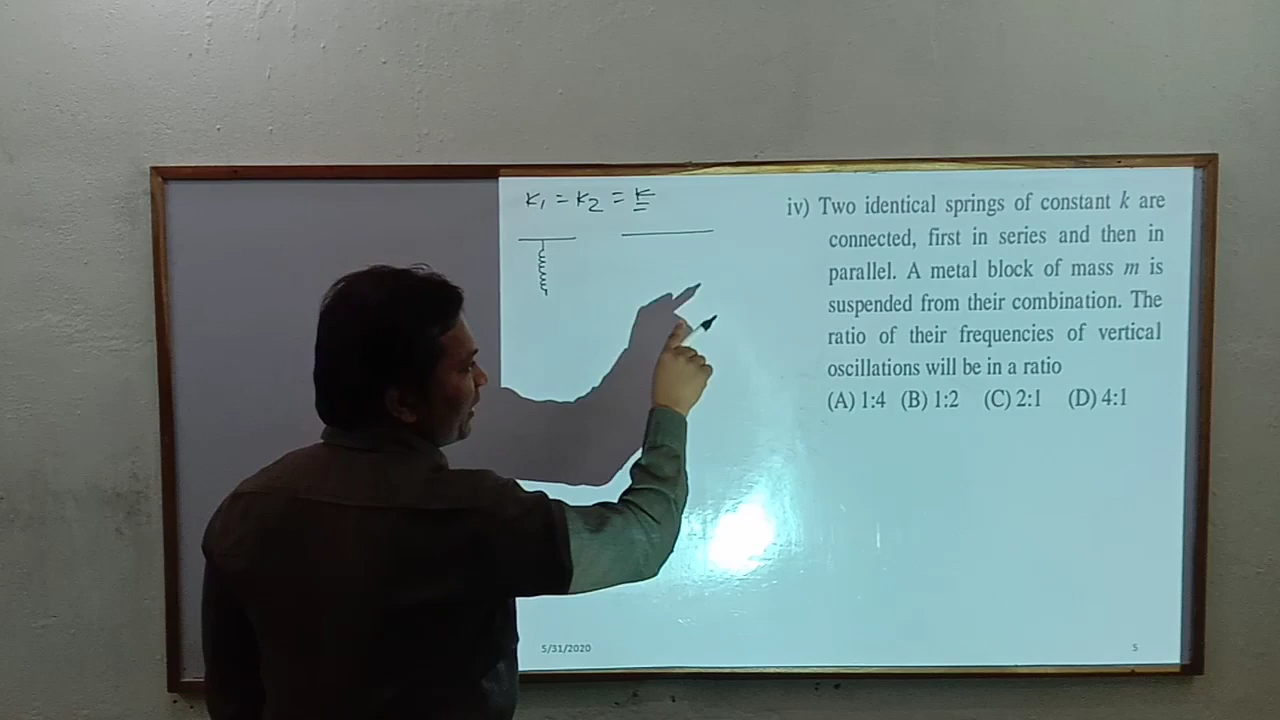 K₁ = K₂ = K
iv) Two identical springs of constant k are
connected, first in series and then in
parallel. A metal block of mass m is
suspended from their combination. The
ratio of their frequencies of vertical
oscillations will be in a ratio
(A) 1:4 (B) 1:2 (C) 2:1 (D) 4:1
5/31/2020
5